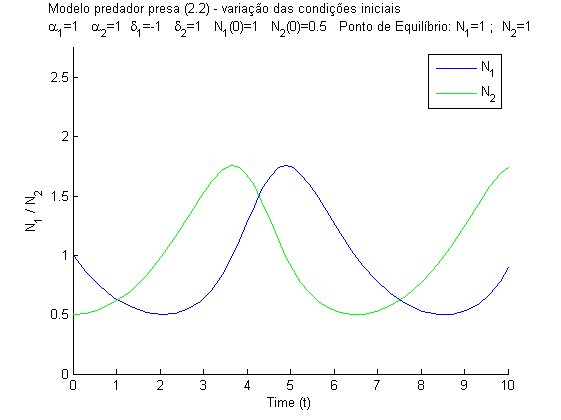 Modelo predador presa (2.2) - variação das condições iniciais
α₁=1 α₂=1 δ₁=-1 δ₂=1 N₁(0)=1 N₂(0)=0.5 Ponto de Equilíbrio: N₁=1 ; N₂=1
N₁
N₂
2.5
2
1.5
1
0.5
0
N₁ / N₂
0 1 2 3 4 5 6 7 8 9 10
Time (t)